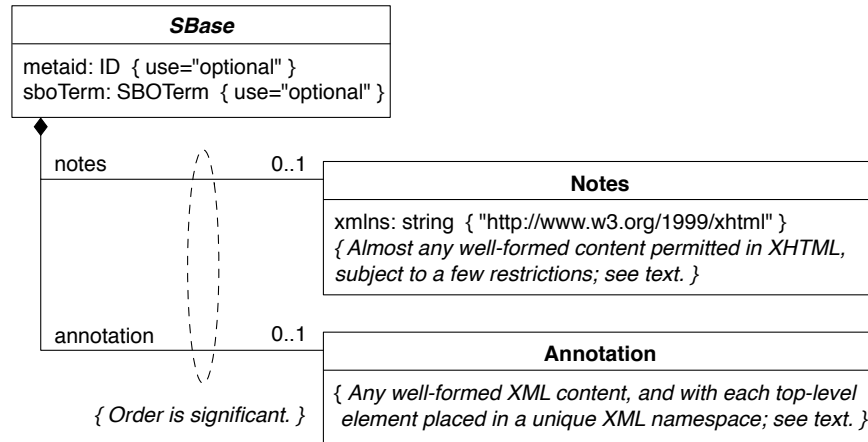 SBase
metaid: ID { use="optional" }
sboTerm: SBOTerm { use="optional" }
notes
0..1
Notes
xmlns: string { "http://www.w3.org/1999/xhtml" }
{ Almost any well-formed content permitted in XHTML,
subject to a few restrictions; see text. }
annotation
0..1
Annotation
{ Any well-formed XML content, and with each top-level
element placed in a unique XML namespace; see text. }
{ Order is significant. }